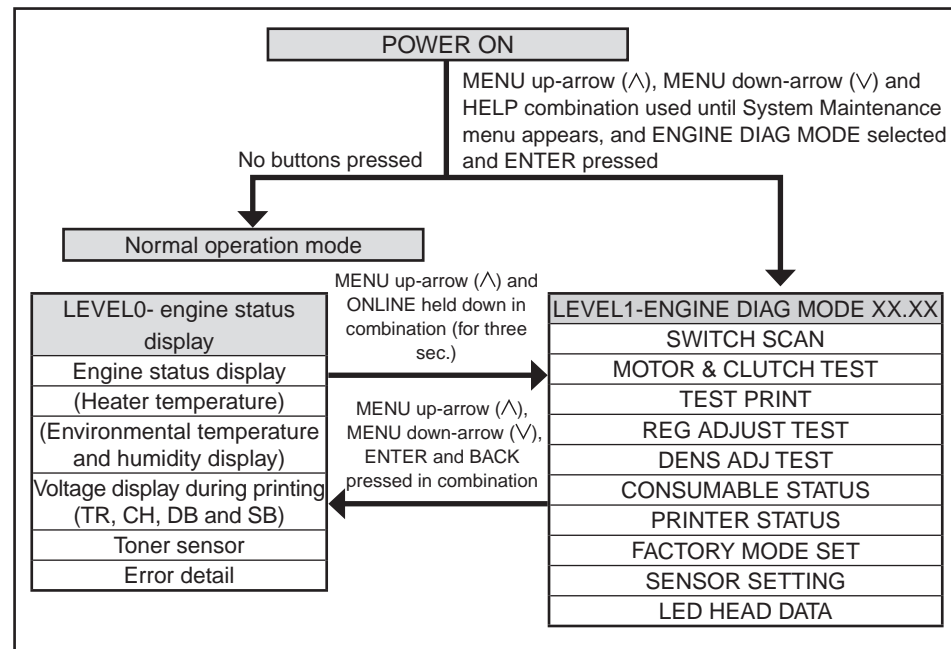 POWER ON
MENU up-arrow (∧), MENU down-arrow (∨) and
HELP combination used until System Maintenance
menu appears, and ENGINE DIAG MODE selected
and ENTER pressed
No buttons pressed
Normal operation mode
MENU up-arrow (∧) and
ONLINE held down in
combination (for three
sec.)
LEVEL0- engine status
display
Engine status display
(Heater temperature)
(Environmental temperature
and humidity display)
Voltage display during printing
(TR, CH, DB and SB)
Toner sensor
Error detail
MENU up-arrow (∧),
MENU down-arrow (∨),
ENTER and BACK
pressed in combination
LEVEL1-ENGINE DIAG MODE XX.XX
SWITCH SCAN
MOTOR & CLUTCH TEST
TEST PRINT
REG ADJUST TEST
DENS ADJ TEST
CONSUMABLE STATUS
PRINTER STATUS
FACTORY MODE SET
SENSOR SETTING
LED HEAD DATA